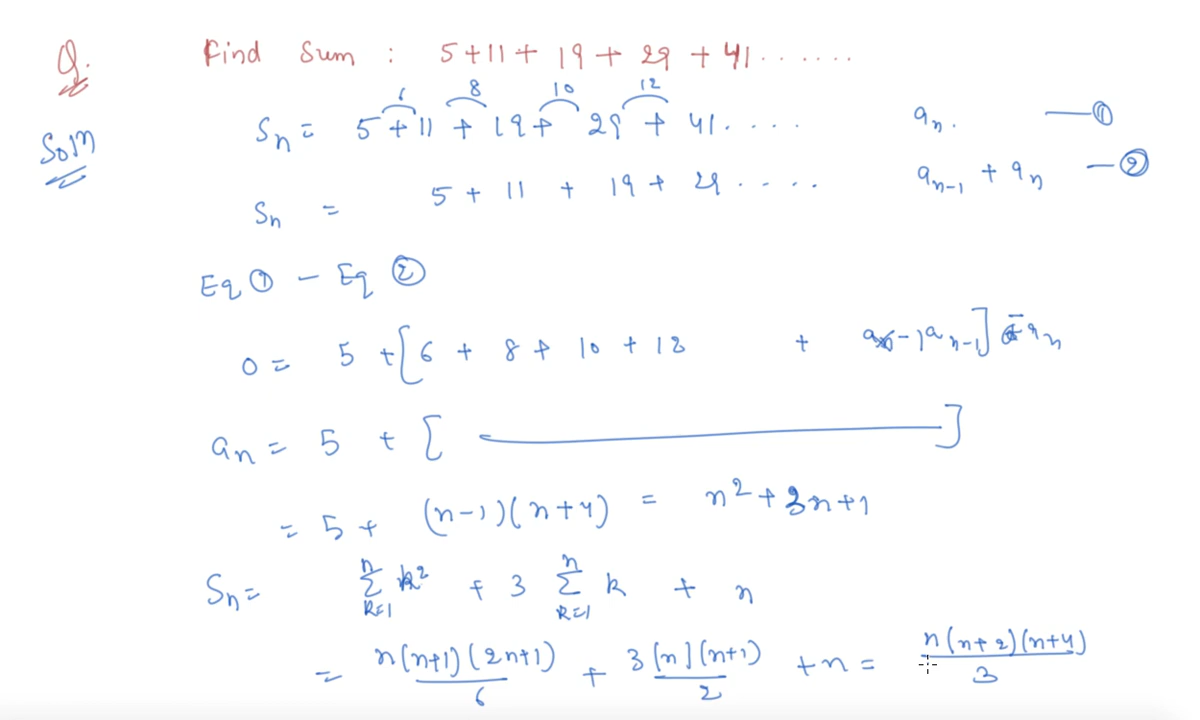 Q. Find Sum : 5+11+ 19+ 29 +41......
6 8 10 12
Soln Sn = 5+11 + 19+ 29 + 41.... an. —①
Sn = 5 + 11 + 19 + 29.... an-1 + an —②
Eq ① - Eq ②
0 = 5 +[6 + 8 + 10 + 12 + an-1] - an
an = 5 + [ ——— ]
= 5 + (n-1)(n+4) = n²+3n+1
Sn = n∑k=1 k² + 3 n∑k=1 k + n
= n(n+1)(2n+1)/6 + 3[n](n+1)/2 +n = n(n+2)(n+4)/3